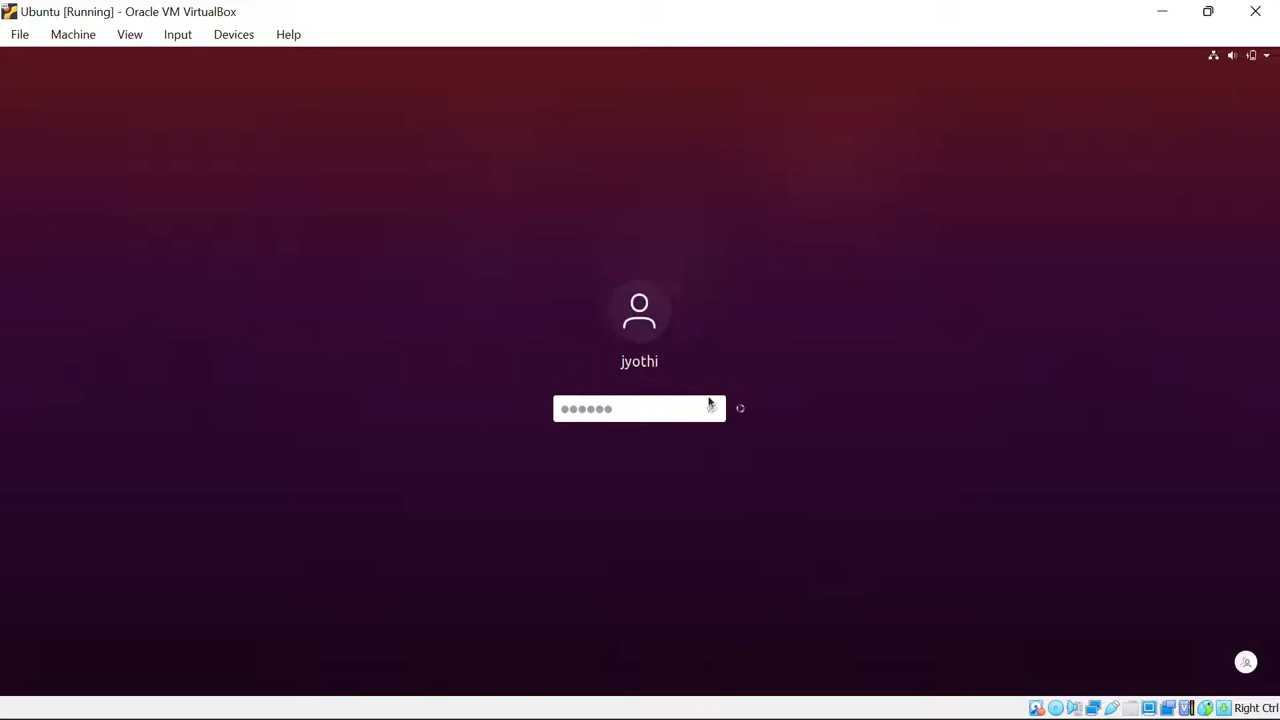 Ubuntu [Running] - Oracle VM VirtualBox
File Machine View Input Devices Help
jyothi
Right Ctrl